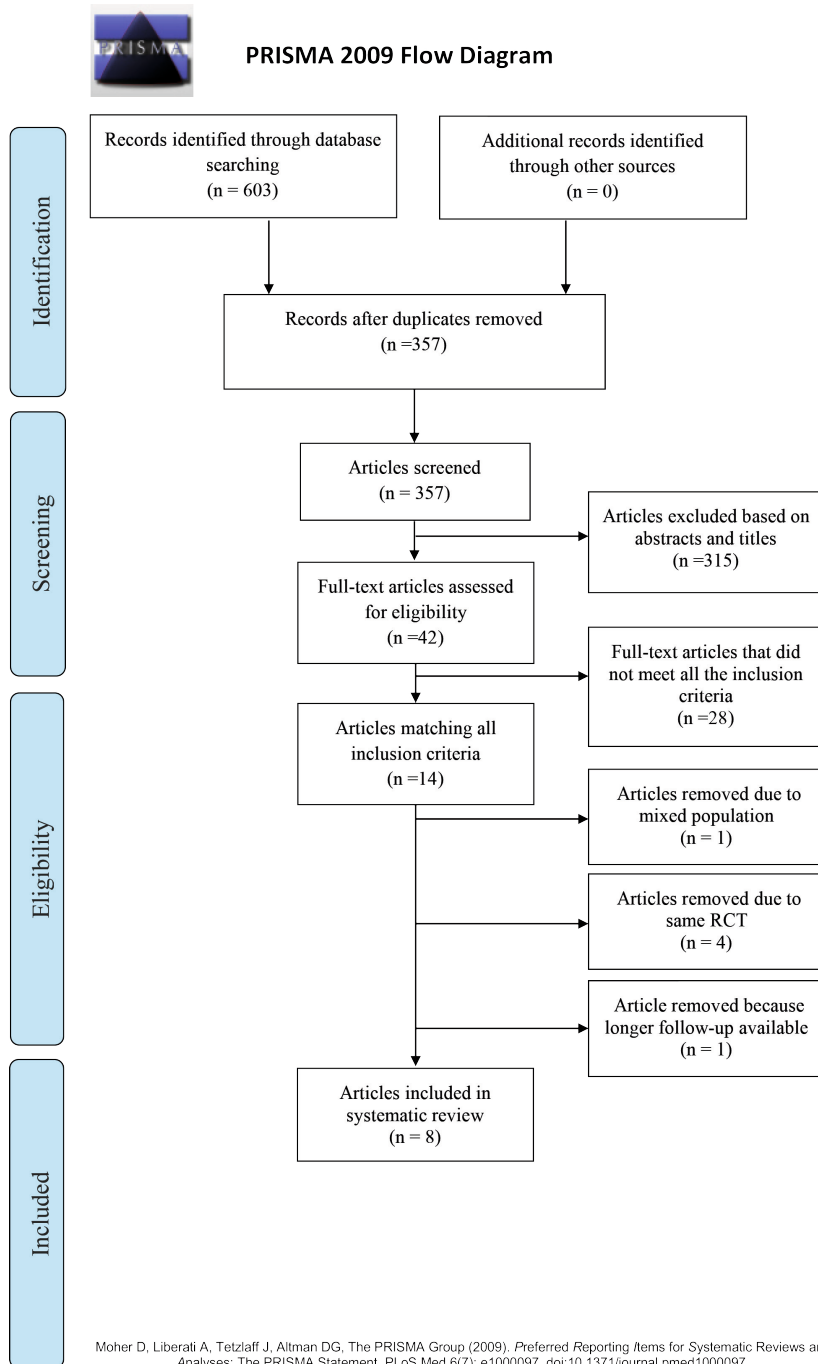 PRISMA
PRISMA 2009 Flow Diagram
Identification
Records identified through database
searching
(n = 603)
Additional records identified
through other sources
(n = 0)
Records after duplicates removed
(n =357)
Screening
Articles screened
(n = 357)
Articles excluded based on
abstracts and titles
(n =315)
Full-text articles assessed
for eligibility
(n =42)
Full-text articles that did
not meet all the inclusion
criteria
(n =28)
Eligibility
Articles matching all
inclusion criteria
(n =14)
Articles removed due to
mixed population
(n = 1)
Articles removed due to
same RCT
(n = 4)
Article removed because
longer follow-up available
(n = 1)
Included
Articles included in
systematic review
(n = 8)
Moher D, Liberati A, Tetzlaff J, Altman DG, The PRISMA Group (2009). Preferred Reporting Items for Systematic Reviews
Analyses: The PRISMA Statement. PLoS Med 6(7): e1000097. doi:10.1371/journal.pmed1000097